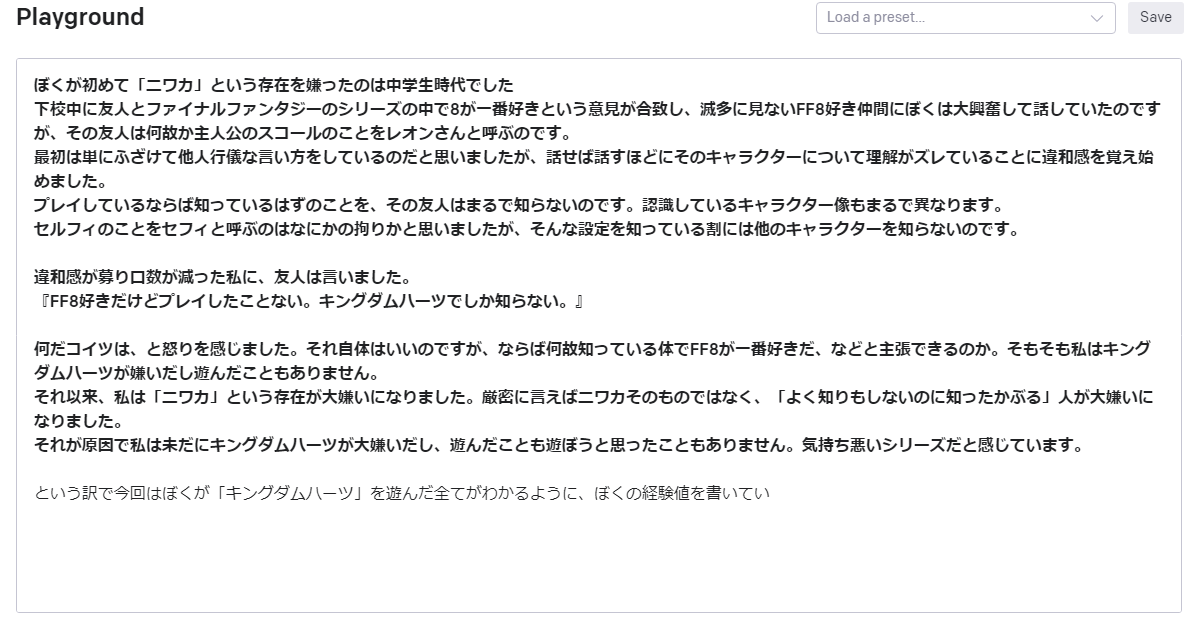 Playground
Load a preset...
Save
ぼくが初めて「ニワカ」という存在を嫌ったのは中学生時代でした
下校中に友人とファイナルファンタジーのシリーズの中で8が一番好きという意見が合致し、滅多に見ないFF8好き仲間にぼくは大興奮して話していたのです
が、その友人は何故か主人公のスコールのことをレオンさんと呼ぶのです。
最初は単にふざけて他人行儀な言い方をしているのだと思いましたが、話せば話すほどにそのキャラクターについて理解がズレていることに違和感を覚え始
めました。
プレイしているならば知っているはずのことを、その友人はまるで知らないのです。認識しているキャラクター像もまるで異なります。
セルフィのことをセフィと呼ぶのはなにかの拘りかと思いましたが、そんな設定を知っている割には他のキャラクターを知らないのです。
違和感が募り口数が減った私に、友人は言いました。
『FF8好きだけどプレイしたことない。キングダムハーツでしか知らない。』
何だコイツは、と怒りを感じました。それ自体はいいのですが、ならば何故知っている体でFF8が一番好きだ、などと主張できるのか。そもそも私はキング
ダムハーツが嫌いだし遊んだこともありません。
それ以来、私は「ニワカ」という存在が大嫌いになりました。厳密に言えばニワカそのものではなく、「よく知りもしないのに知ったかぶる」人が大嫌いに
なりました。
それが原因で私は未だにキングダムハーツが大嫌いだし、遊んだことも遊ぼうと思ったこともありません。気持ち悪いシリーズだと感じています。
という訳で今回はぼくが「キングダムハーツ」を遊んだ全てがわかるように、ぼくの経験値を書いてい